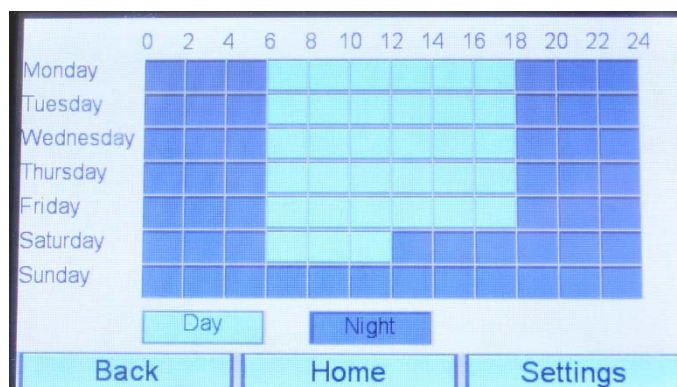 0 2 4 6 8 10 12 14 16 18 20 22 24
Monday
Tuesday
Wednesday
Thursday
Friday
Saturday
Sunday
Day Night
Back Home Settings